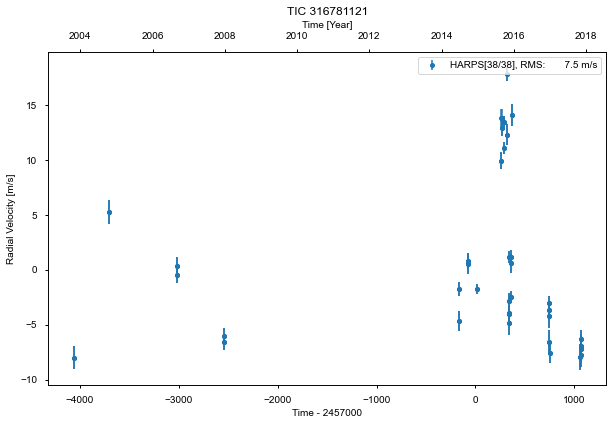 TIC 316781121
Time [Year]
2004 2006 2008 2010 2012 2014 2016 2018
HARPS[38/38], RMS: 7.5 m/s
15
10
5
0
−5
−10
Radial Velocity [m/s]
−4000 −3000 −2000 −1000 0 1000
Time - 2457000